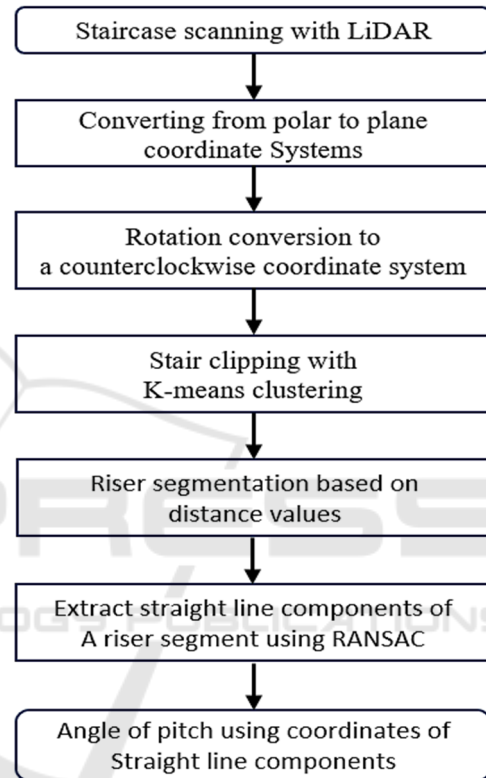 Staircase scanning with LiDAR
Converting from polar to plane
coordinate Systems
Rotation conversion to
a counterclockwise coordinate system
Stair clipping with
K-means clustering
Riser segmentation based on
distance values
Extract straight line components of
A riser segment using RANSAC
Angle of pitch using coordinates of
Straight line components